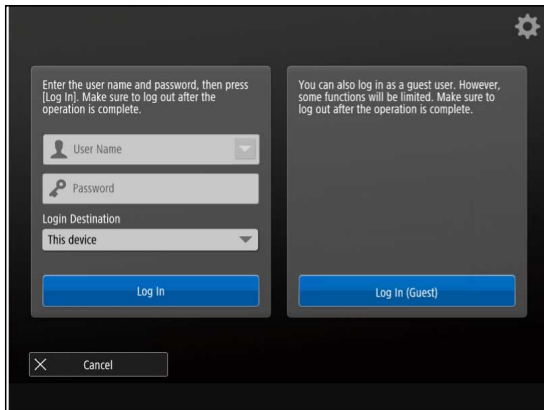 Enter the user name and password, then press
[Log In]. Make sure to log out after the
operation is complete.
User Name
Password
Login Destination
This device
Log In
You can also log in as a guest user. However,
some functions will be limited. Make sure to
log out after the operation is complete.
Log In (Guest)
Cancel